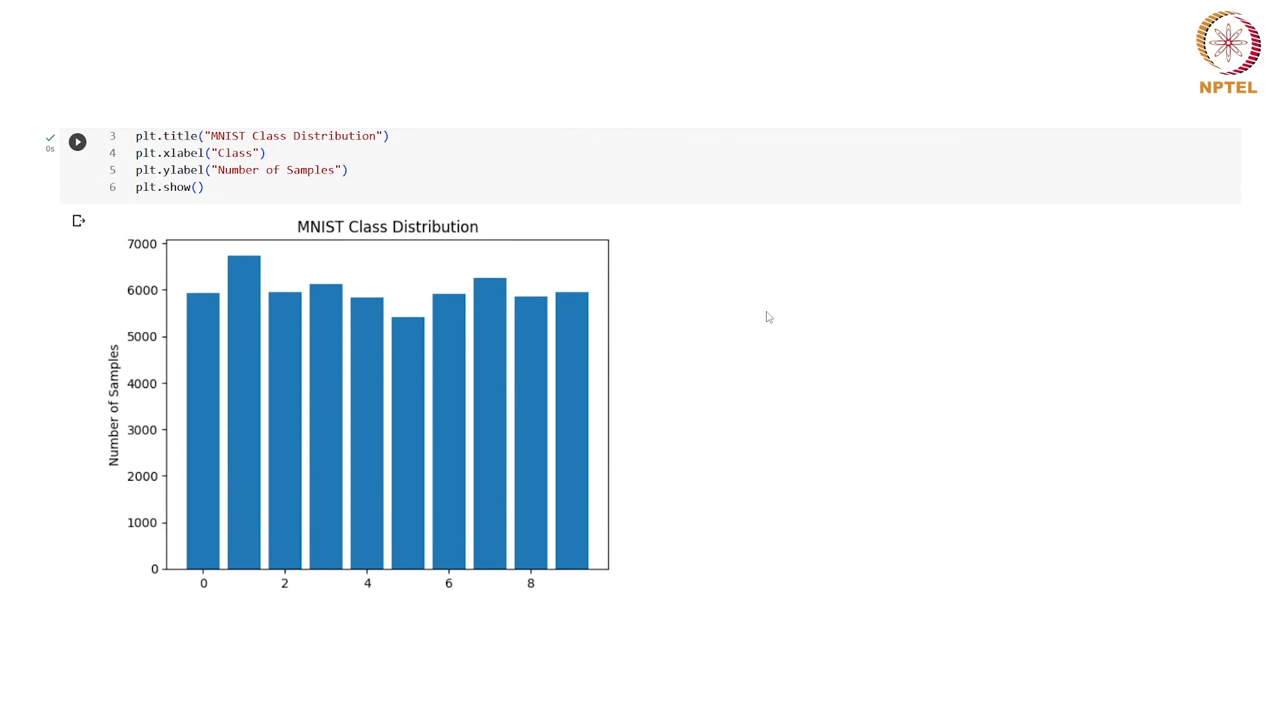 NPTEL
3 plt.title("MNIST Class Distribution")
0s
4 plt.xlabel("Class")
5 plt.ylabel("Number of Samples")
6 plt.show()
MNIST Class Distribution
7000
6000
5000
4000
3000
2000
1000
0
Number of Samples
0 2 4 6 8